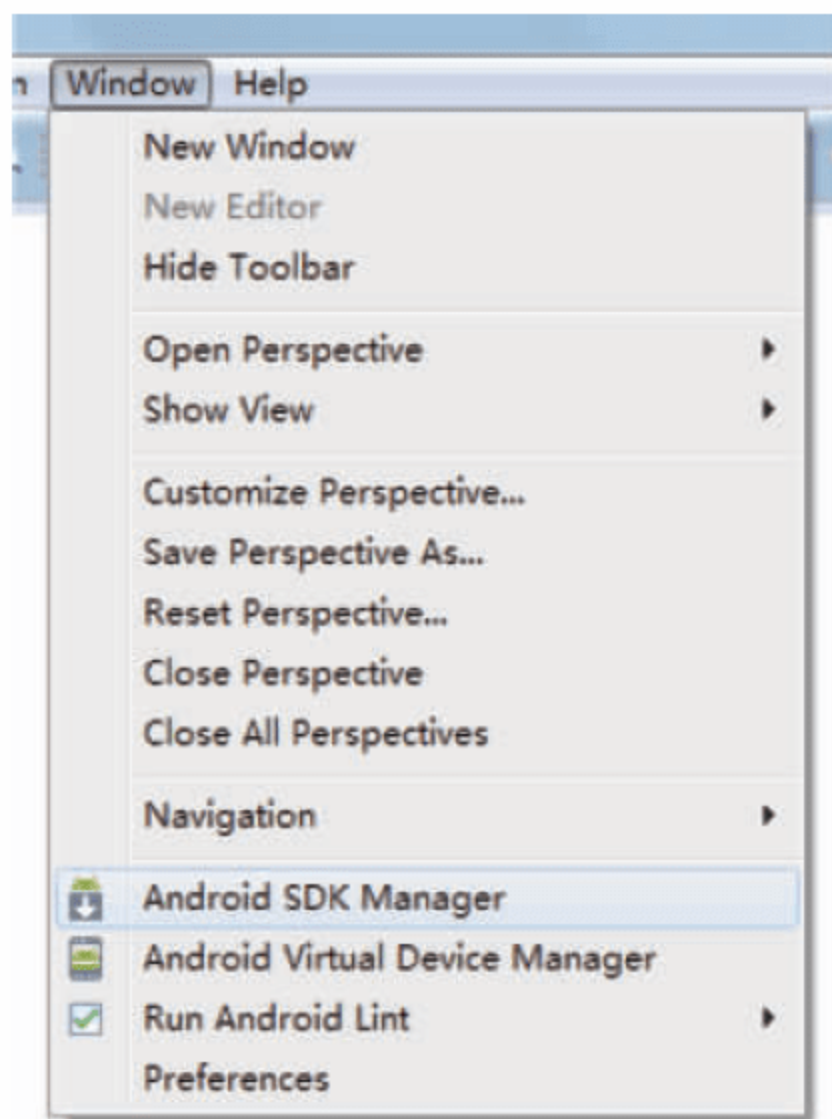 n Window Help
New Window
New Editor
Hide Toolbar
Open Perspective
Show View
Customize Perspective...
Save Perspective As...
Reset Perspective...
Close Perspective
Close All Perspectives
Navigation
Android SDK Manager
Android Virtual Device Manager
Run Android Lint
Preferences